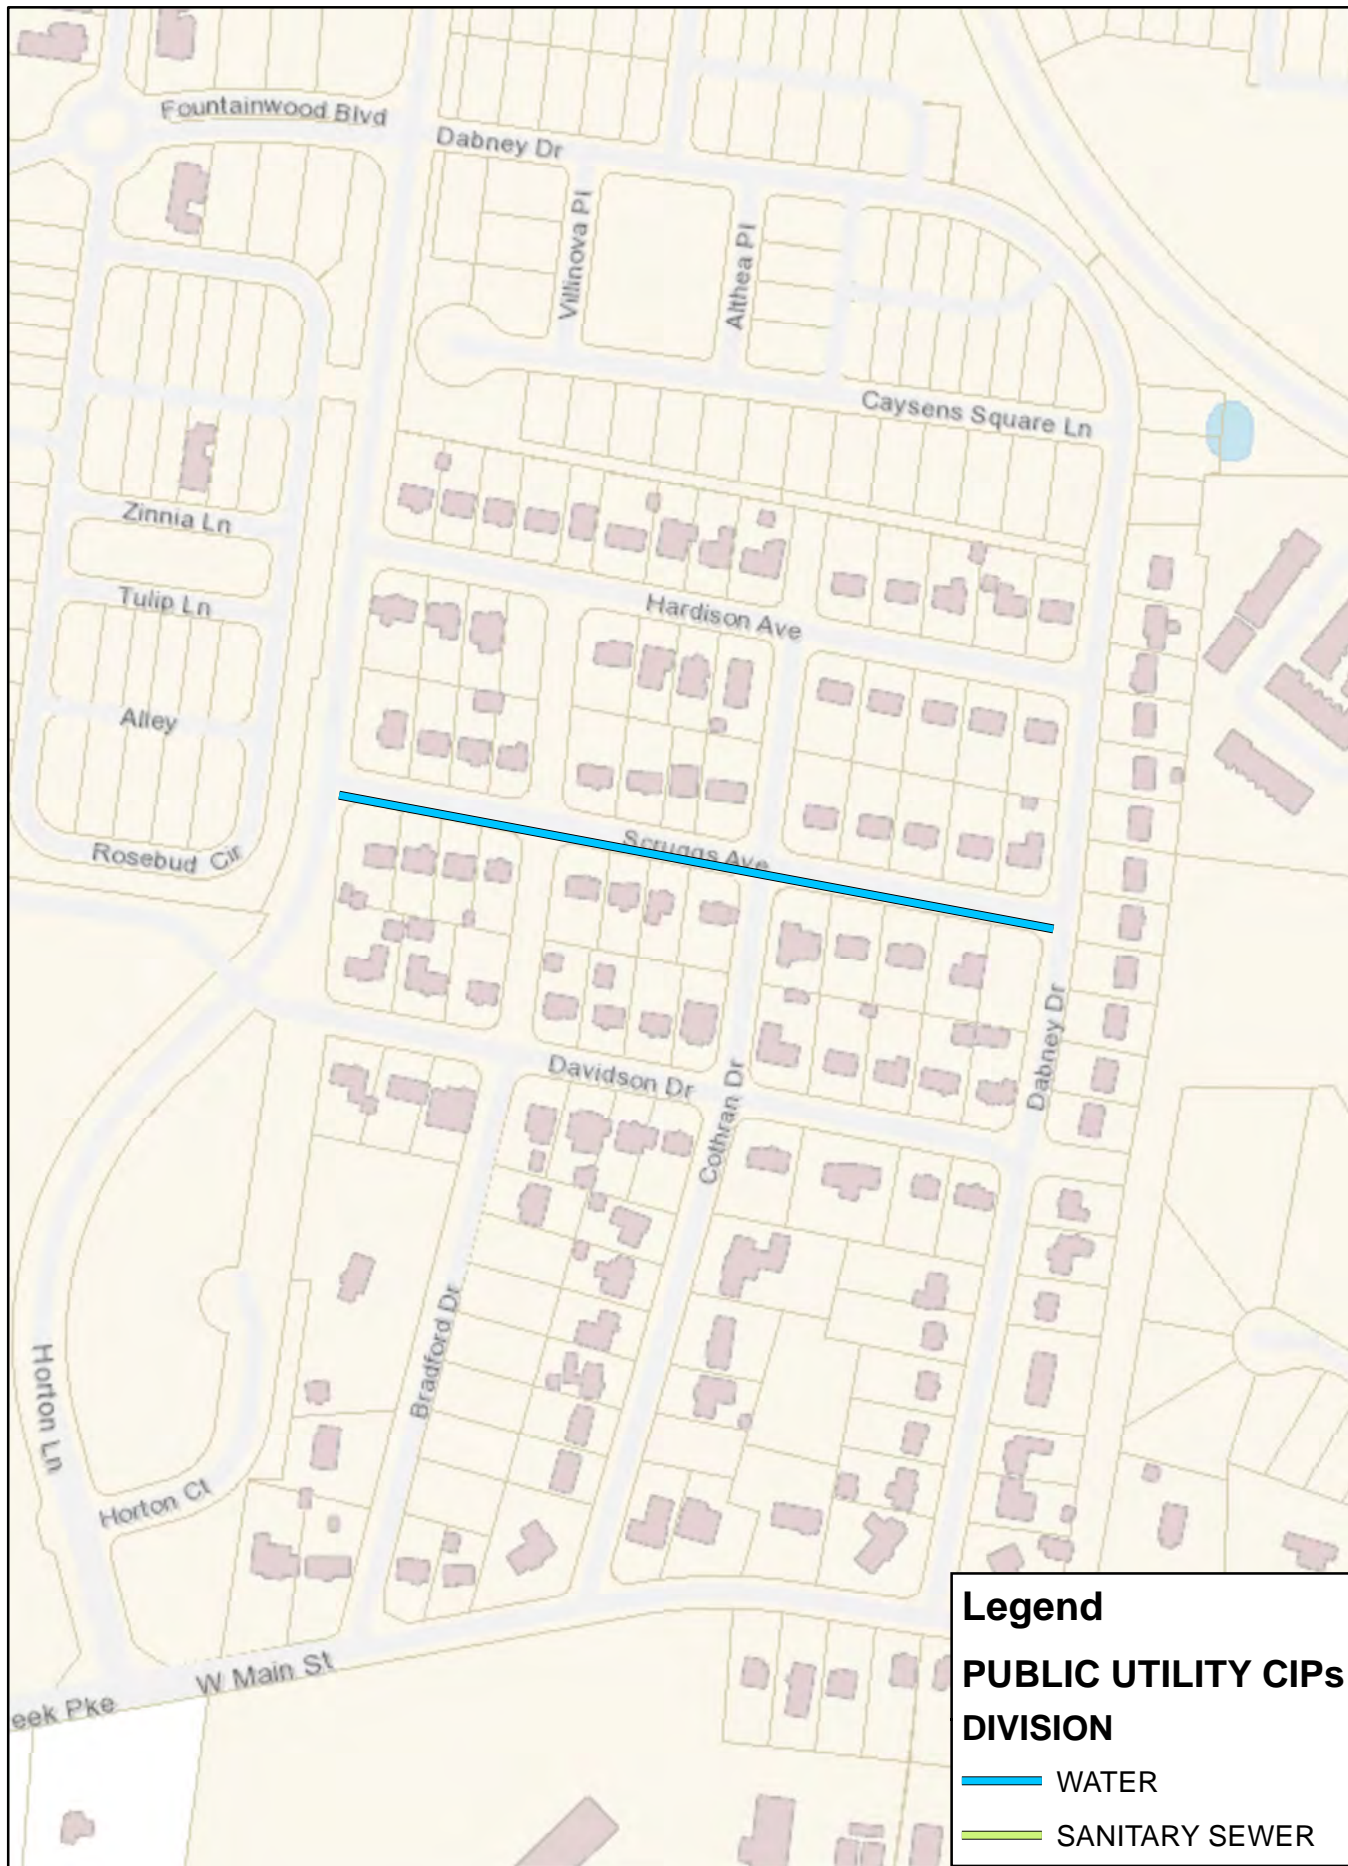 Fountainwood Blvd
Dabney Dr
Villinova Pl
Althea Pl
Caysens Square Ln
Zinnia Ln
Tulip Ln
Hardison Ave
Alley
Scruggs Ave
Rosebud Cir
Dabney Dr
Davidson Dr
Cothran Dr
Bradford Dr
Horton Ln
Horton Ct
W Main St
eek Pke
Legend
PUBLIC UTILITY CIPs
DIVISION
WATER
SANITARY SEWER